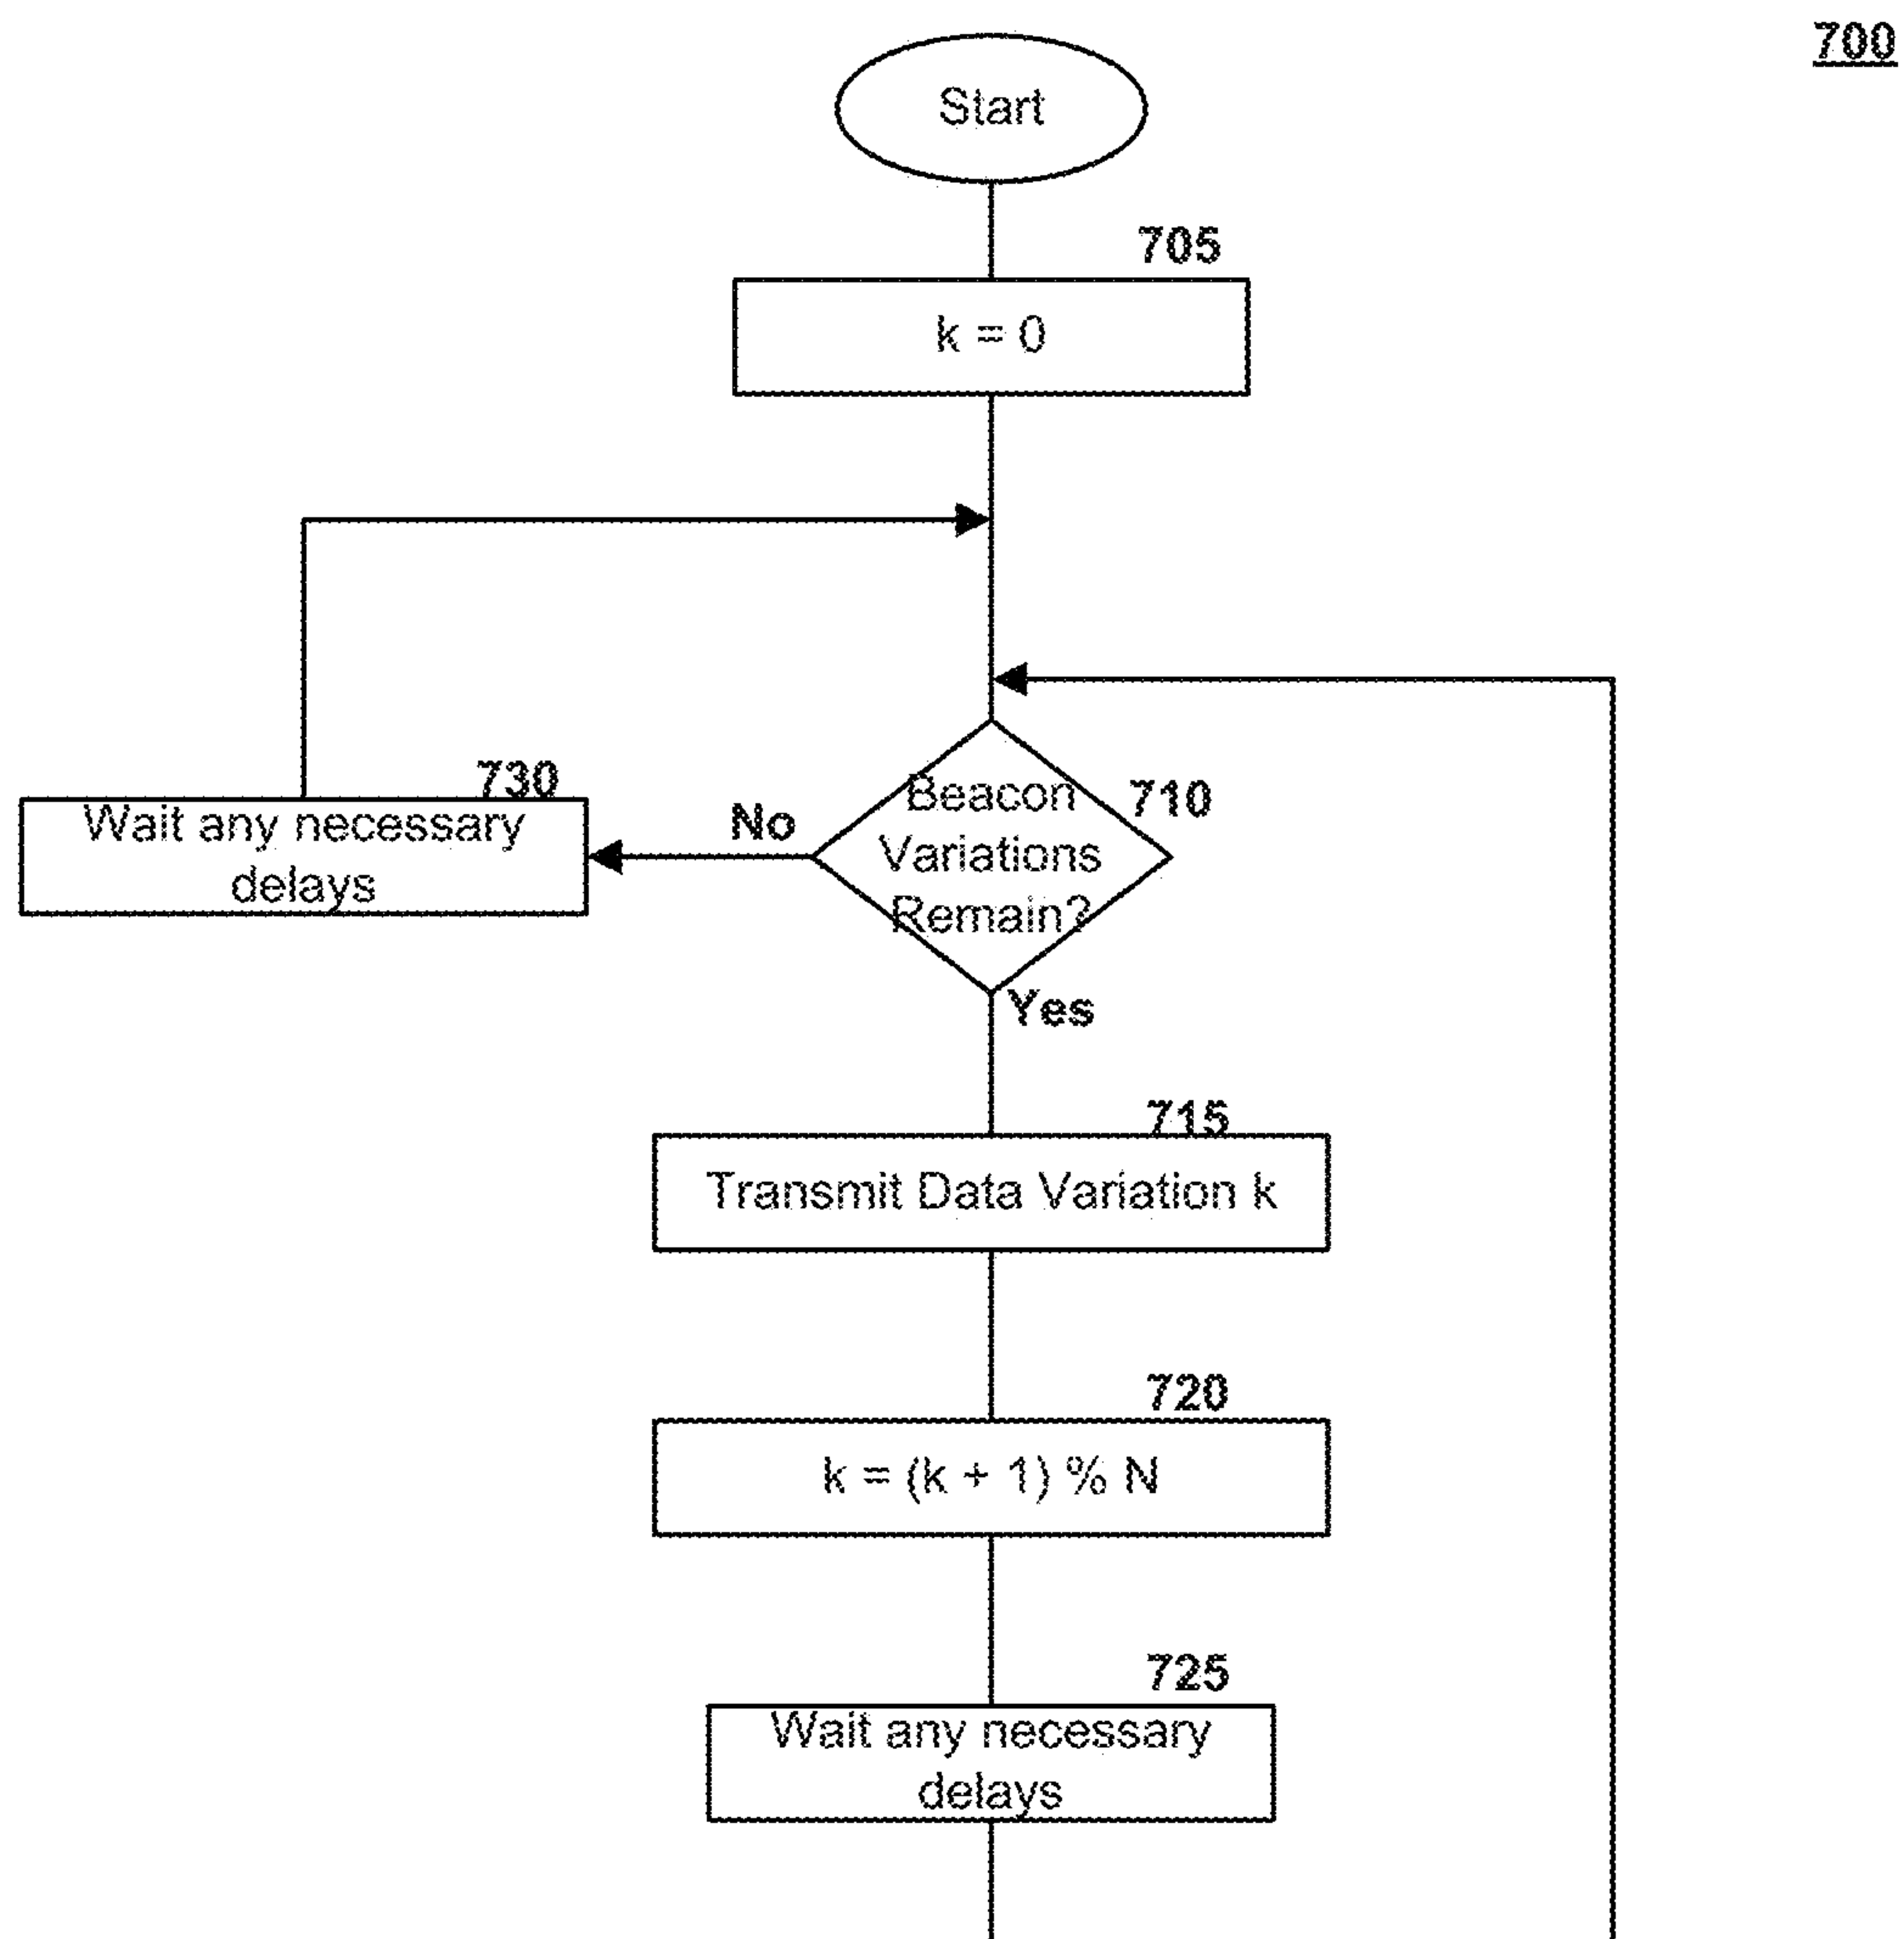 700
Start
705
k = 0
730
Wait any necessary
delays
No
Beacon
Variations
Remain?
710
Yes
715
Transmit Data Variation k
720
k = (k + 1) % N
725
Wait any necessary
delays